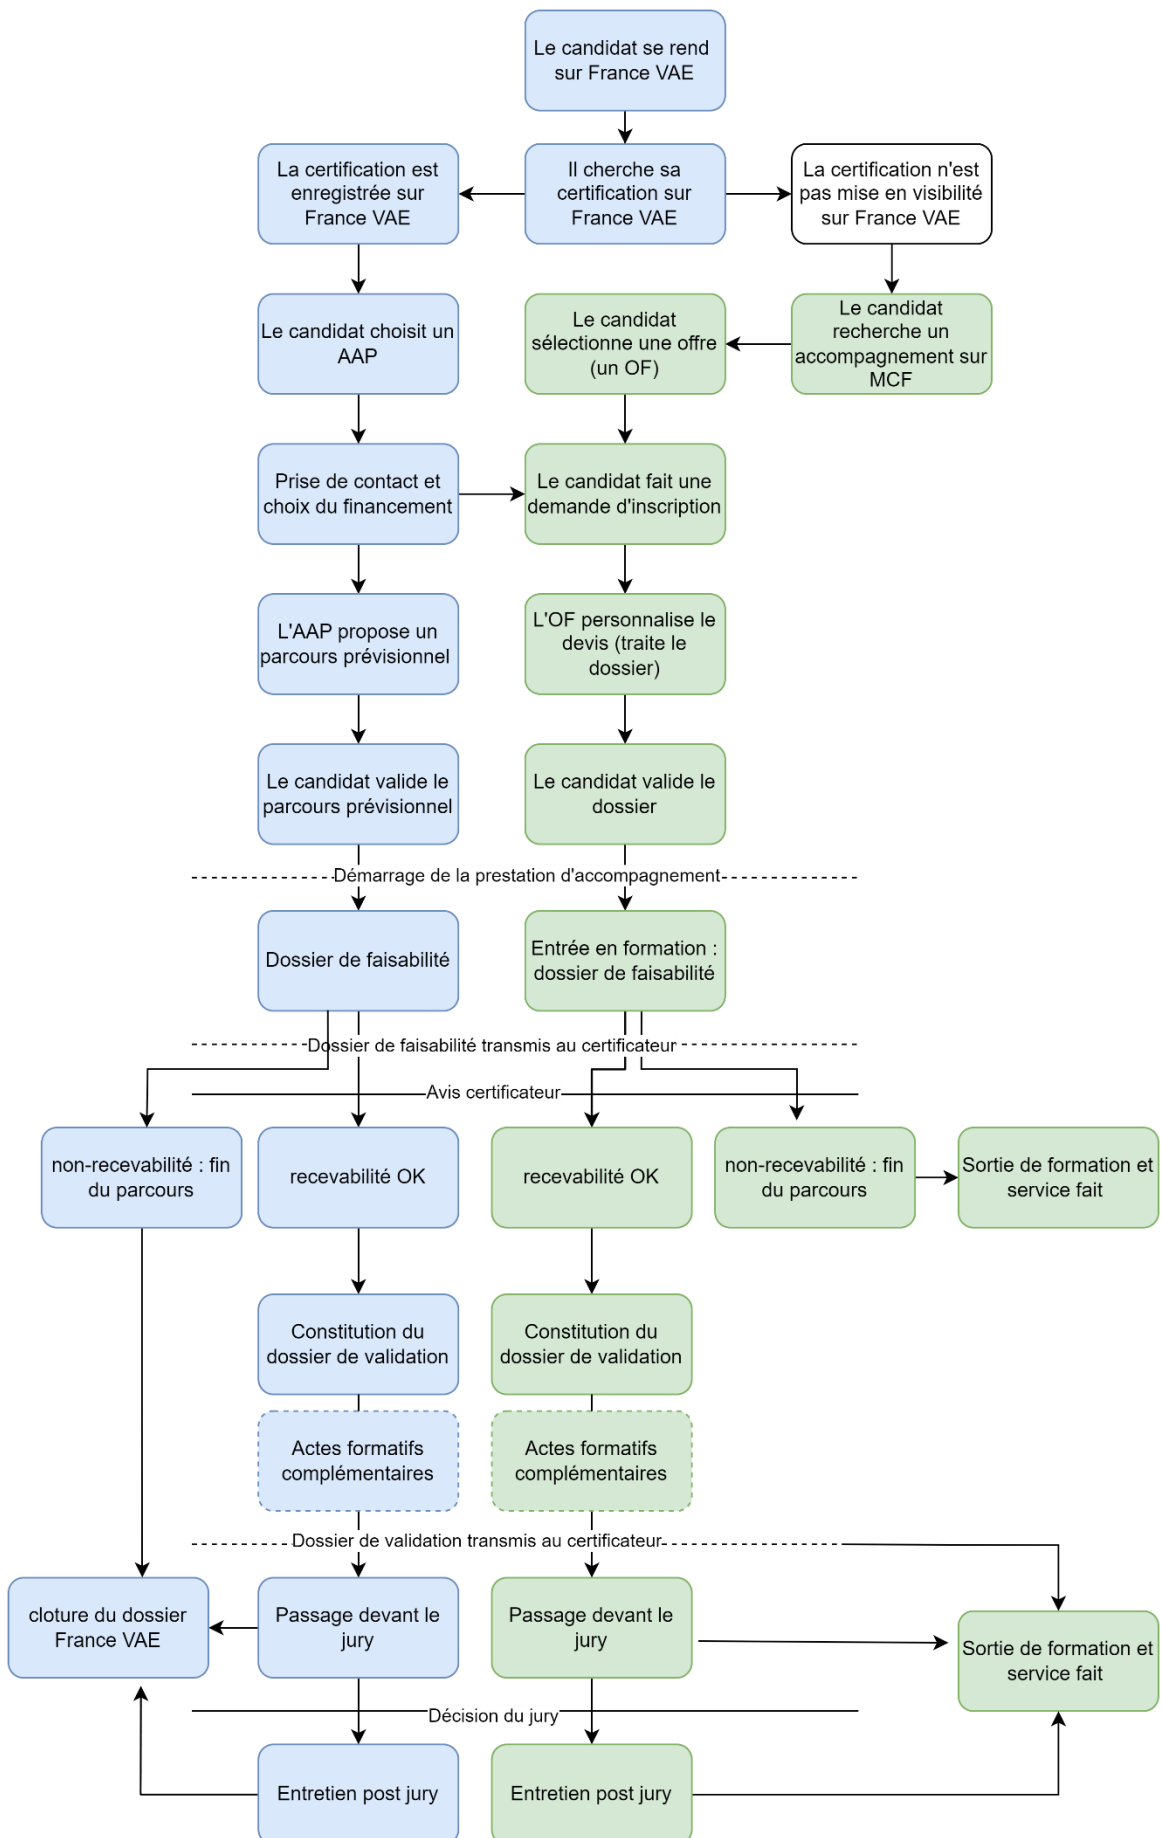 Le candidat se rend
sur France VAE
La certification est
enregistrée sur
France VAE
Il cherche sa
certification sur
France VAE
La certification n'est
pas mise en visibilité
sur France VAE
Le candidat choisit un
AAP
Le candidat
sélectionne une offre
(un OF)
Le candidat
recherche un
accompagnement sur
MCF
Prise de contact et
choix du financement
Le candidat fait une
demande d'inscription
L'AAP propose un
parcours prévisionnel
L'OF personnalise le
devis (traite le
dossier)
Le candidat valide le
parcours prévisionnel
Le candidat valide le
dossier
Démarrage de la prestation d'accompagnement
Dossier de faisabilité
Entrée en formation :
dossier de faisabilité
Dossier de faisabilité transmis au certificateur
Avis certificateur
non-recevabilité : fin
du parcours
recevabilité OK
recevabilité OK
non-recevabilité : fin
du parcours
Sortie de formation et
service fait
Constitution du
dossier de validation
Constitution du
dossier de validation
Actes formatifs
complémentaires
Actes formatifs
complémentaires
Dossier de validation transmis au certificateur
cloture du dossier
France VAE
Passage devant le
jury
Passage devant le
jury
Sortie de formation et
service fait
Décision du jury
Entretien post jury
Entretien post jury